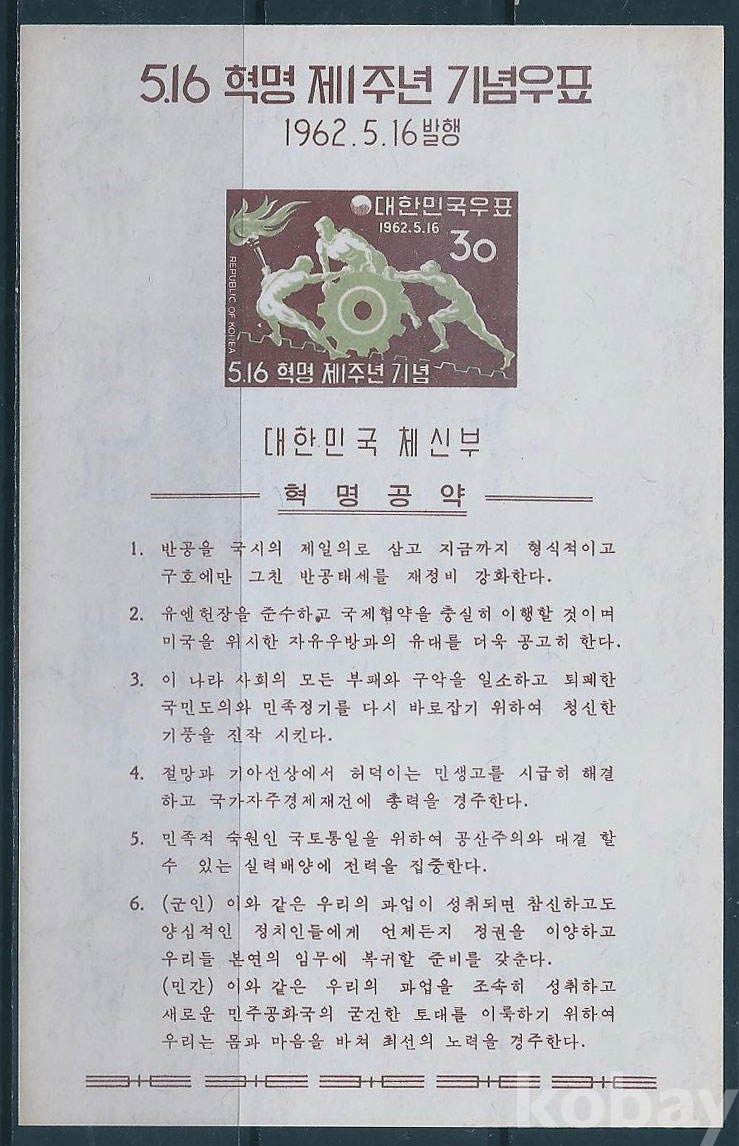 5.16 혁명 제1주년 기념우표
1962.5.16 발행
대한민국우표
1962.5.16
30
REPUBLIC OF KOREA
5.16 혁명 제1주년 기념
대한민국 체신부
혁명공약
1. 반공을 국시의 제일의로 삼고 지금까지 형식적이고
구호에만 그친 반공태세를 재정비 강화한다.
2. 유엔헌장을 준수하고 국제협약을 충실히 이행할 것이며
미국을 위시한 자유우방과의 유대를 더욱 공고히 한다.
3. 이 나라 사회의 모든 부패와 구악을 일소하고 퇴폐한
국민도의와 민족정기를 다시 바로잡기 위하여 청신한
기풍을 진작 시킨다.
4. 절망과 기아선상에서 허덕이는 민생고를 시급히 해결
하고 국가자주경제재건에 총력을 경주한다.
5. 민족적 숙원인 국토통일을 위하여 공산주의와 대결 할
수 있는 실력배양에 전력을 집중한다.
6. (군인) 이와 같은 우리의 과업이 성취되면 참신하고도
양심적인 정치인들에게 언제든지 정권을 이양하고
우리들 본연의 임무에 복귀할 준비를 갖춘다.
(민간) 이와 같은 우리의 과업을 조속히 성취하고
새로운 민주공화국의 굳건한 토대를 이룩하기 위하여
우리는 몸과 마음을 바쳐 최선의 노력을 경주한다.
kobay